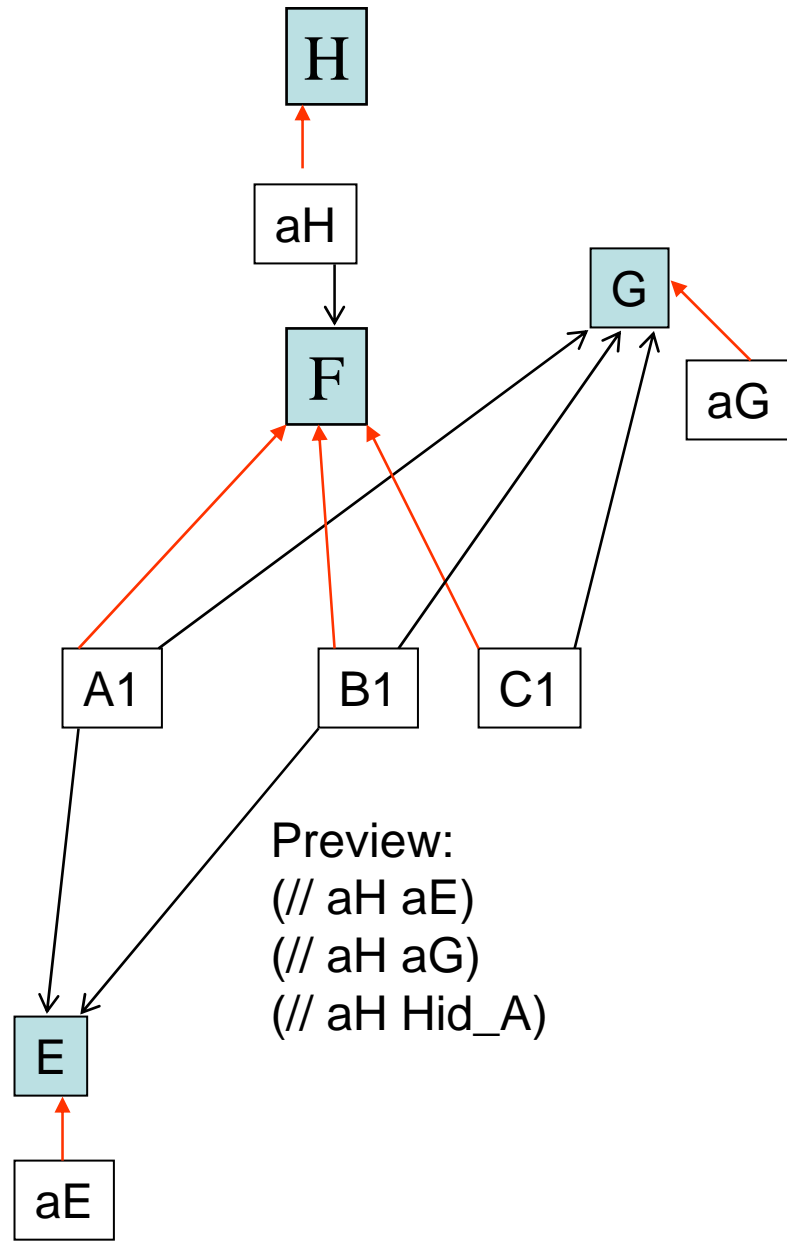 H
aH
G
F
aG
A1
B1
C1
Preview:
(// aH aE)
(// aH aG)
(// aH Hid_A)
E
aE